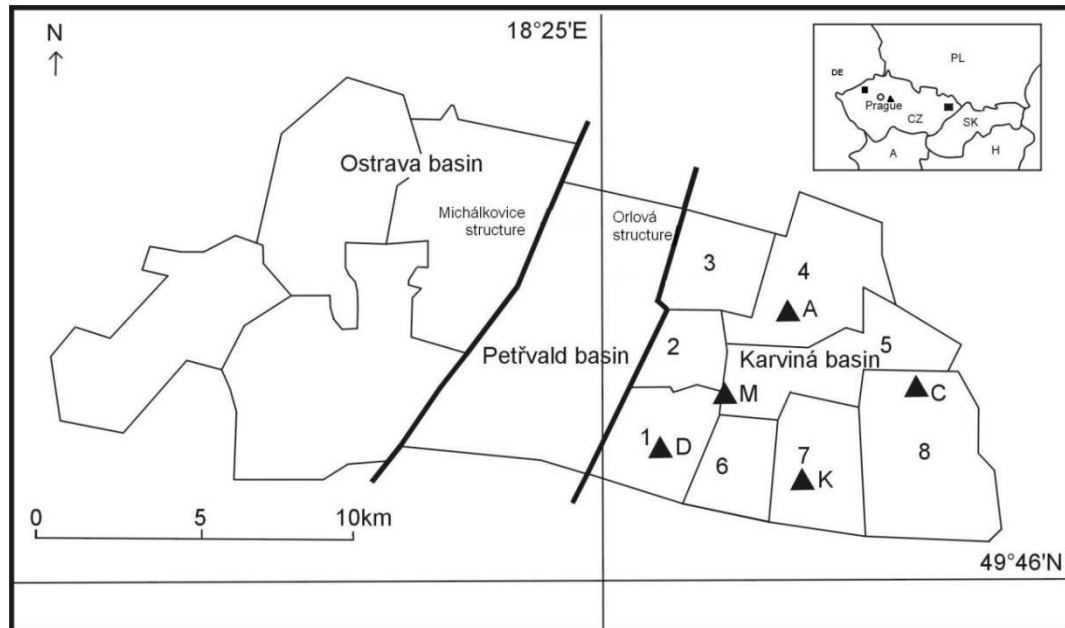 N
18°25'E
PL
DE
Prague
CZ
SK
A
H
Ostrava basin
Michálkovice
structure
Orlová
structure
3
4
A
2
Petřvald basin
Karviná basin
5
M
C
1
D
6
7
K
8
0
5
10km
49°46'N